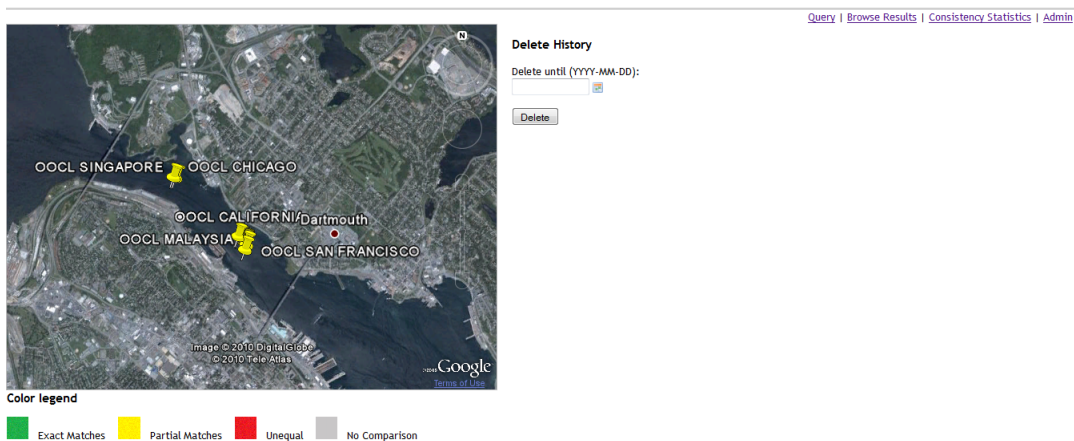 Query | Browse Results | Consistency Statistics | Admin
N
Delete History
Delete until (YYYY-MM-DD):
Delete
OOCL SINGAPORE OOCL CHICAGO
OOCL CALIFORNIA Dartmouth
OOCL MALAYSIA
OOCL SAN FRANCISCO
Image © 2010 DigitalGlobe
© 2010 Tele Atlas
©2010 Google
Terms of Use
Color legend
Exact Matches Partial Matches Unequal No Comparison